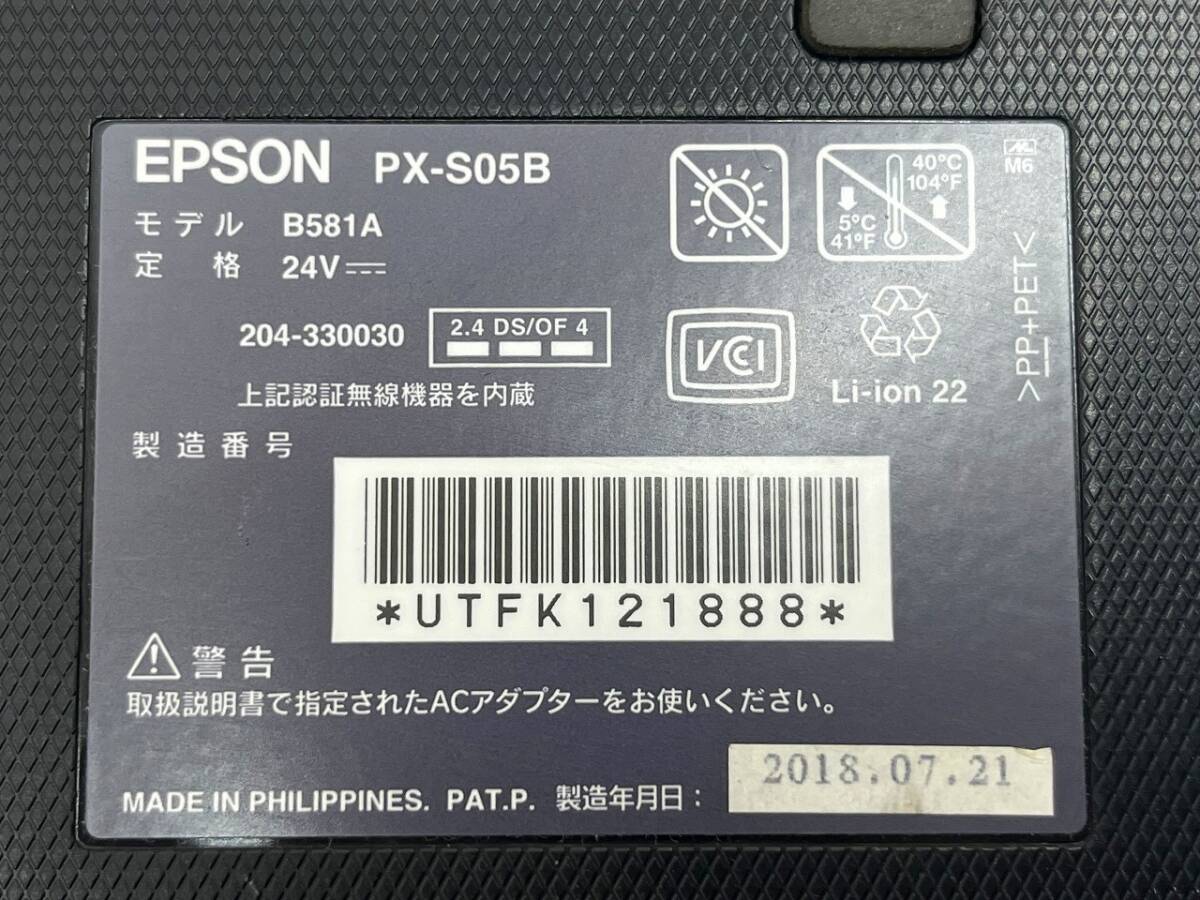 EPSON PX-S05B
モデル B581A
定 格 24V
40°C
104°F
5°C
41°F
M6
204-330030
2.4 DS/OF 4
上記認証無線機器を内蔵
VCCI
Li-ion 22
>PP+PET<
製造番号
*UTFK121888*
警告
取扱説明書で指定されたACアダプターをお使いください。
MADE IN PHILIPPINES. PAT.P. 製造年月日: 2018.07.21